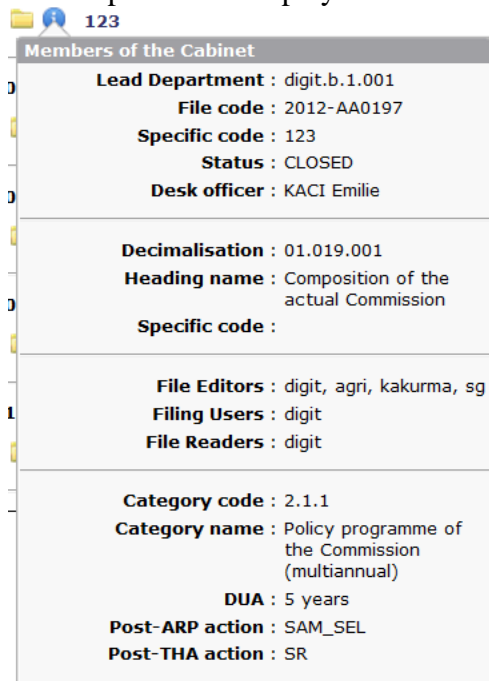 123
Members of the Cabinet
Lead Department : digit.b.1.001
File code : 2012-AA0197
Specific code : 123
Status : CLOSED
Desk officer : KACI Emilie
Decimalisation : 01.019.001
Heading name : Composition of the
actual Commission
Specific code :
File Editors : digit, agri, kakurma, sg
Filing Users : digit
File Readers : digit
Category code : 2.1.1
Category name : Policy programme of
the Commission
(multiannual)
DUA : 5 years
Post-ARP action : SAM_SEL
Post-THA action : SR